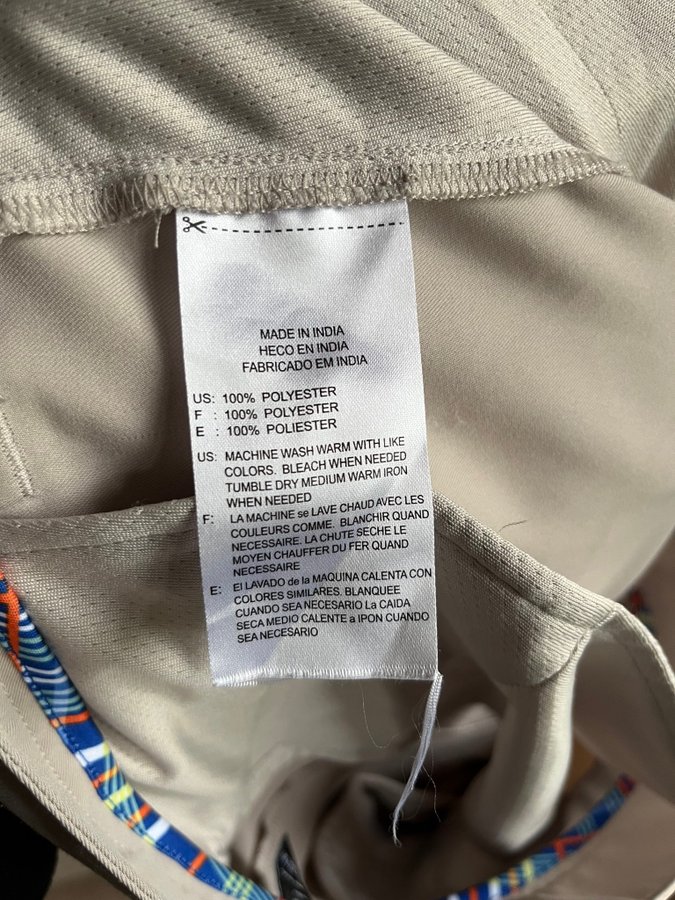 MADE IN INDIA
HECO EN INDIA
FABRICADO EM INDIA
US: 100% POLYESTER
F : 100% POLYESTER
E : 100% POLIESTER
US: MACHINE WASH WARM WITH LIKE
COLORS. BLEACH WHEN NEEDED
TUMBLE DRY MEDIUM WARM IRON
WHEN NEEDED
F: LA MACHINE se LAVE CHAUD AVEC LES
COULEURS COMME. BLANCHIR QUAND
NECESSAIRE. LA CHUTE SECHE LE
MOYEN CHAUFFER DU FER QUAND
NECESSAIRE
E: El LAVADO de la MAQUINA CALENTA CON
COLORES SIMILARES. BLANQUEE
CUANDO SEA NECESARIO La CAIDA
SECA MEDIO CALIENTE a IPON CUANDO
SEA NECESARIO